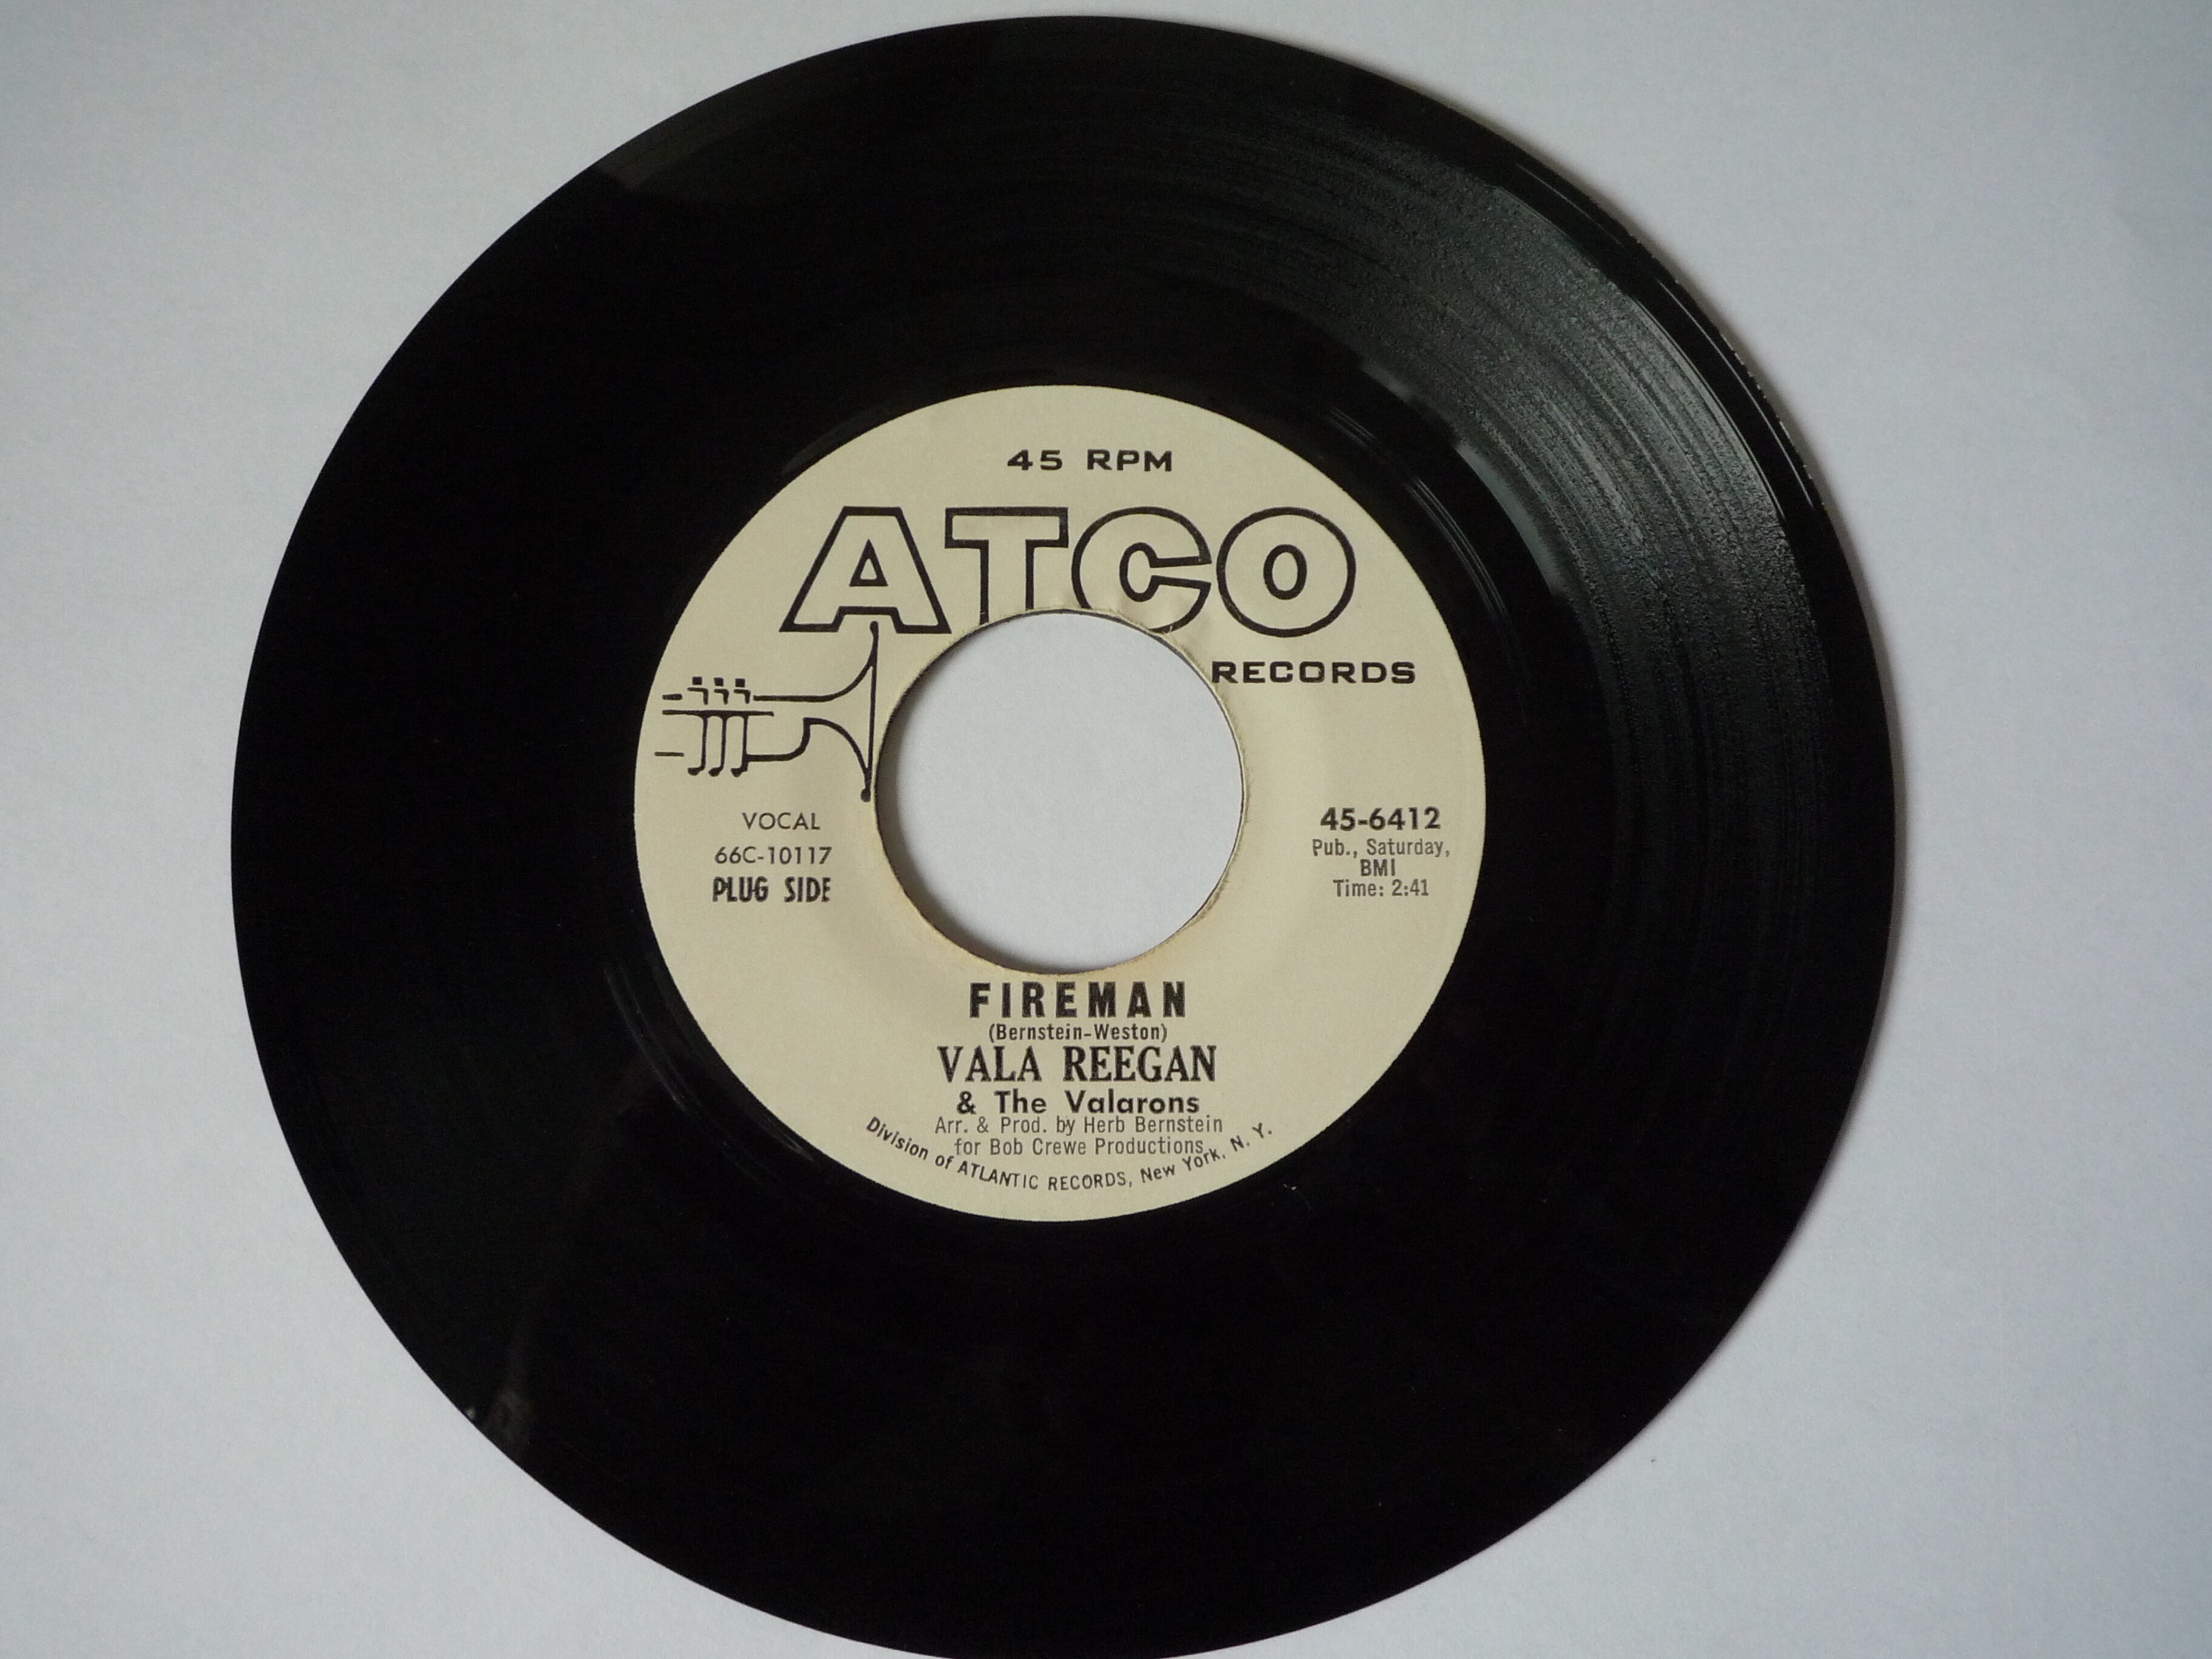 45 RPM
ATCO
RECORDS
VOCAL
66C-10117
PLUG SIDE
45-6412
Pub., Saturday,
BMI
Time: 2:41
FIREMAN
(Bernstein-Weston)
VALA REEGAN
& The Valarons
Arr. & Prod. by Herb Bernstein
for Bob Crewe Productions
Division of ATLANTIC RECORDS, New York, N. Y.